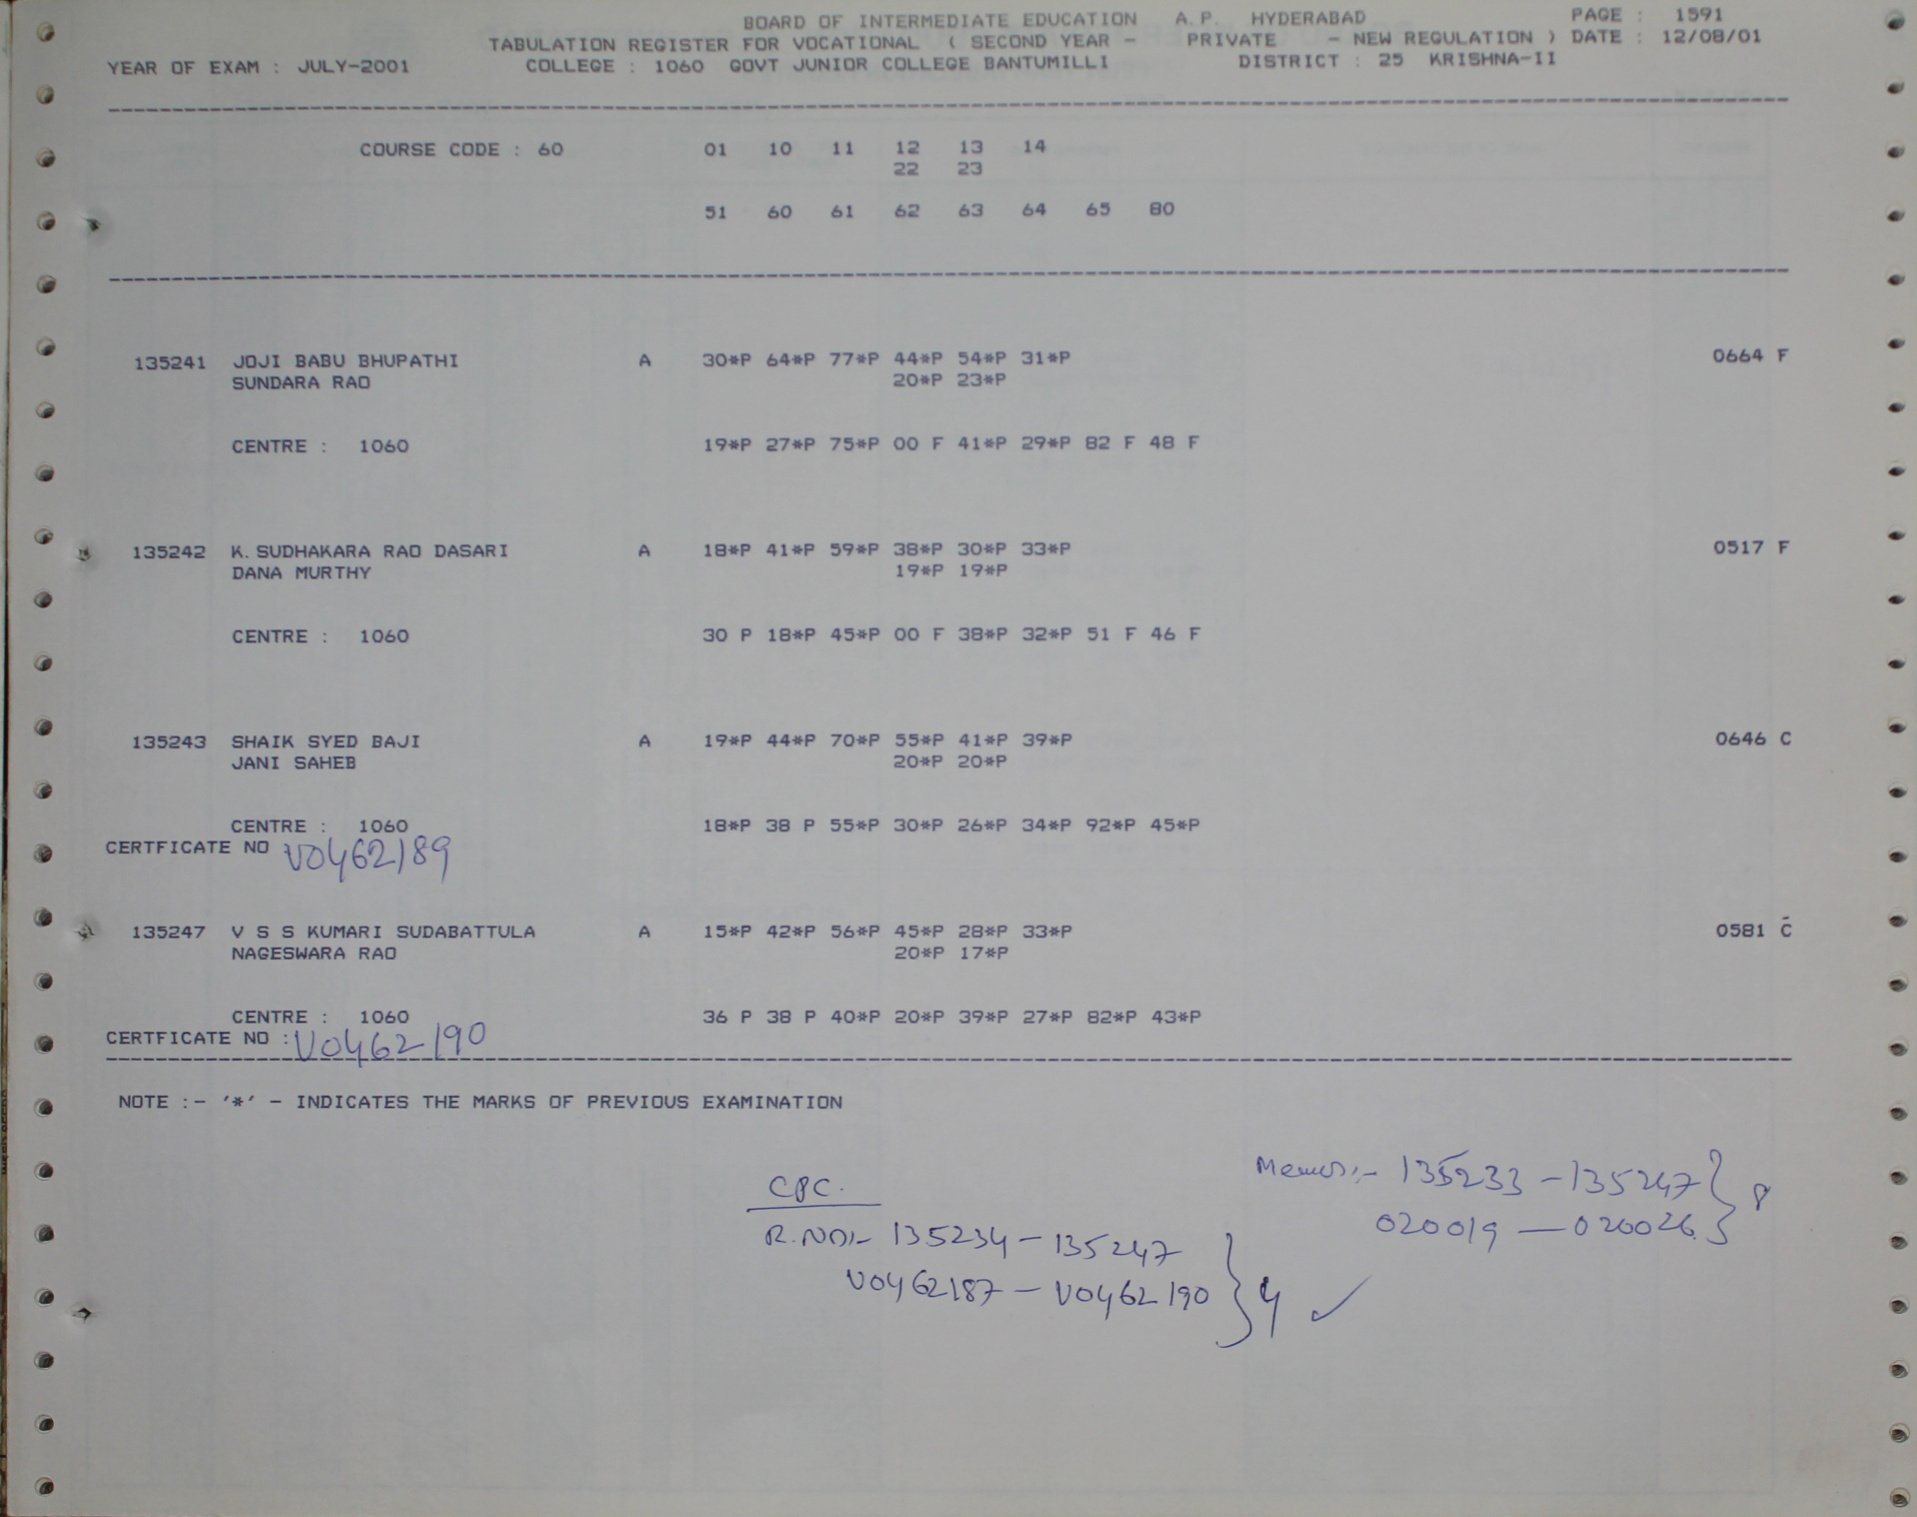 BOARD OF INTERMEDIATE EDUCATION A.P. HYDERABAD PAGE : 1591
TABULATION REGISTER FOR VOCATIONAL ( SECOND YEAR - PRIVATE - NEW REGULATION ) DATE : 12/08/01
YEAR OF EXAM : JULY-2001 COLLEGE : 1060 GOVT JUNIOR COLLEGE BANTUMILLI DISTRICT : 25 KRISHNA-II
COURSE CODE : 60 01 10 11 12 13 14
22 23
51 60 61 62 63 64 65 80
135241 JOJI BABU BHUPATHI A 30*P 64*P 77*P 44*P 54*P 31*P 0664 F
SUNDARA RAO 20*P 23*P
CENTRE : 1060 19*P 27*P 75*P 00 F 41*P 29*P 82 F 48 F
135242 K.SUDHAKARA RAO DASARI A 18*P 41*P 59*P 38*P 30*P 33*P 0517 F
DANA MURTHY 19*P 19*P
CENTRE : 1060 30 P 18*P 45*P 00 F 38*P 32*P 51 F 46 F
135243 SHAIK SYED BAJI A 19*P 44*P 70*P 55*P 41*P 39*P 0646 C
JANI SAHEB 20*P 20*P
CENTRE : 1060 18*P 38 P 55*P 30*P 26*P 34*P 92*P 45*P
CERTFICATE NO V0462189
135247 V S S KUMARI SUDABATTULA A 15*P 42*P 56*P 45*P 28*P 33*P 0581 C
NAGESWARA RAO 20*P 17*P
CENTRE : 1060 36 P 38 P 40*P 20*P 39*P 27*P 82*P 43*P
CERTFICATE NO : V0462190
NOTE :- '*' - INDICATES THE MARKS OF PREVIOUS EXAMINATION
Memos:- 135233 - 135247 } 8
CPC. 020019 — 020026
R.NO:- 135234 - 135247
V0462187 - V0462190 } 4 ✓